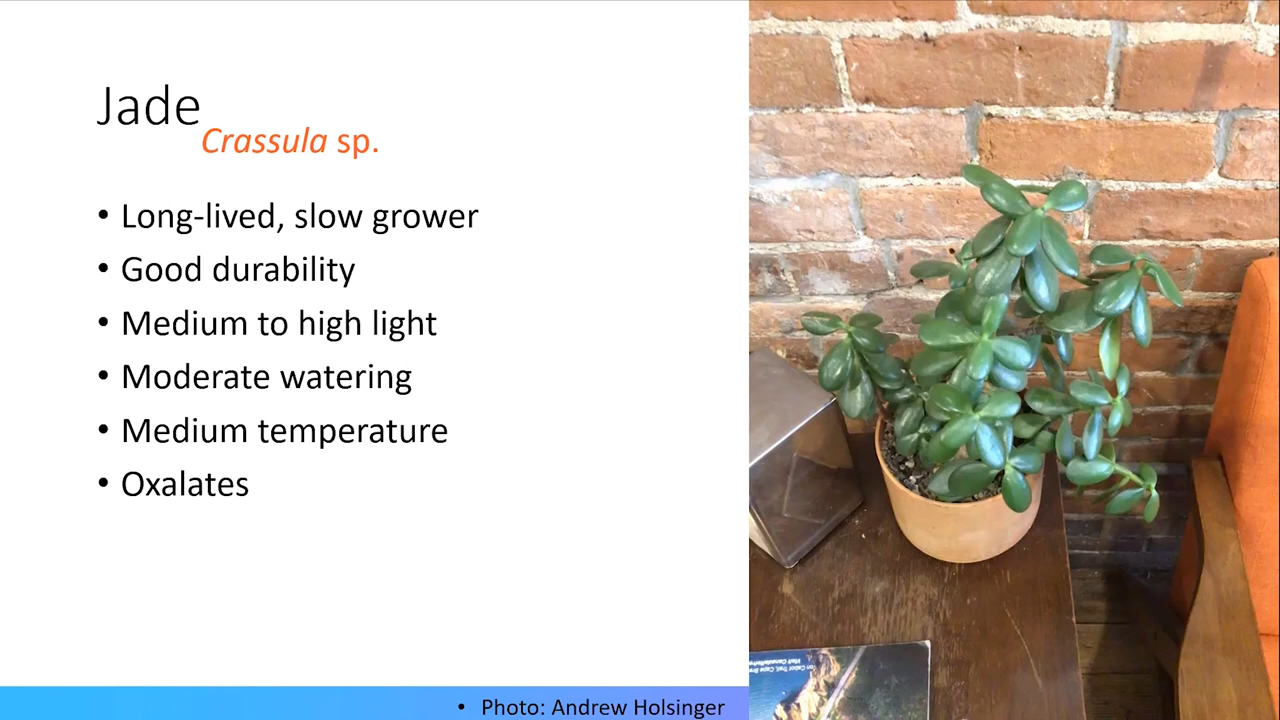 Jade
Crassula sp.
• Long-lived, slow grower
• Good durability
• Medium to high light
• Moderate watering
• Medium temperature
• Oxalates
• Photo: Andrew Holsinger